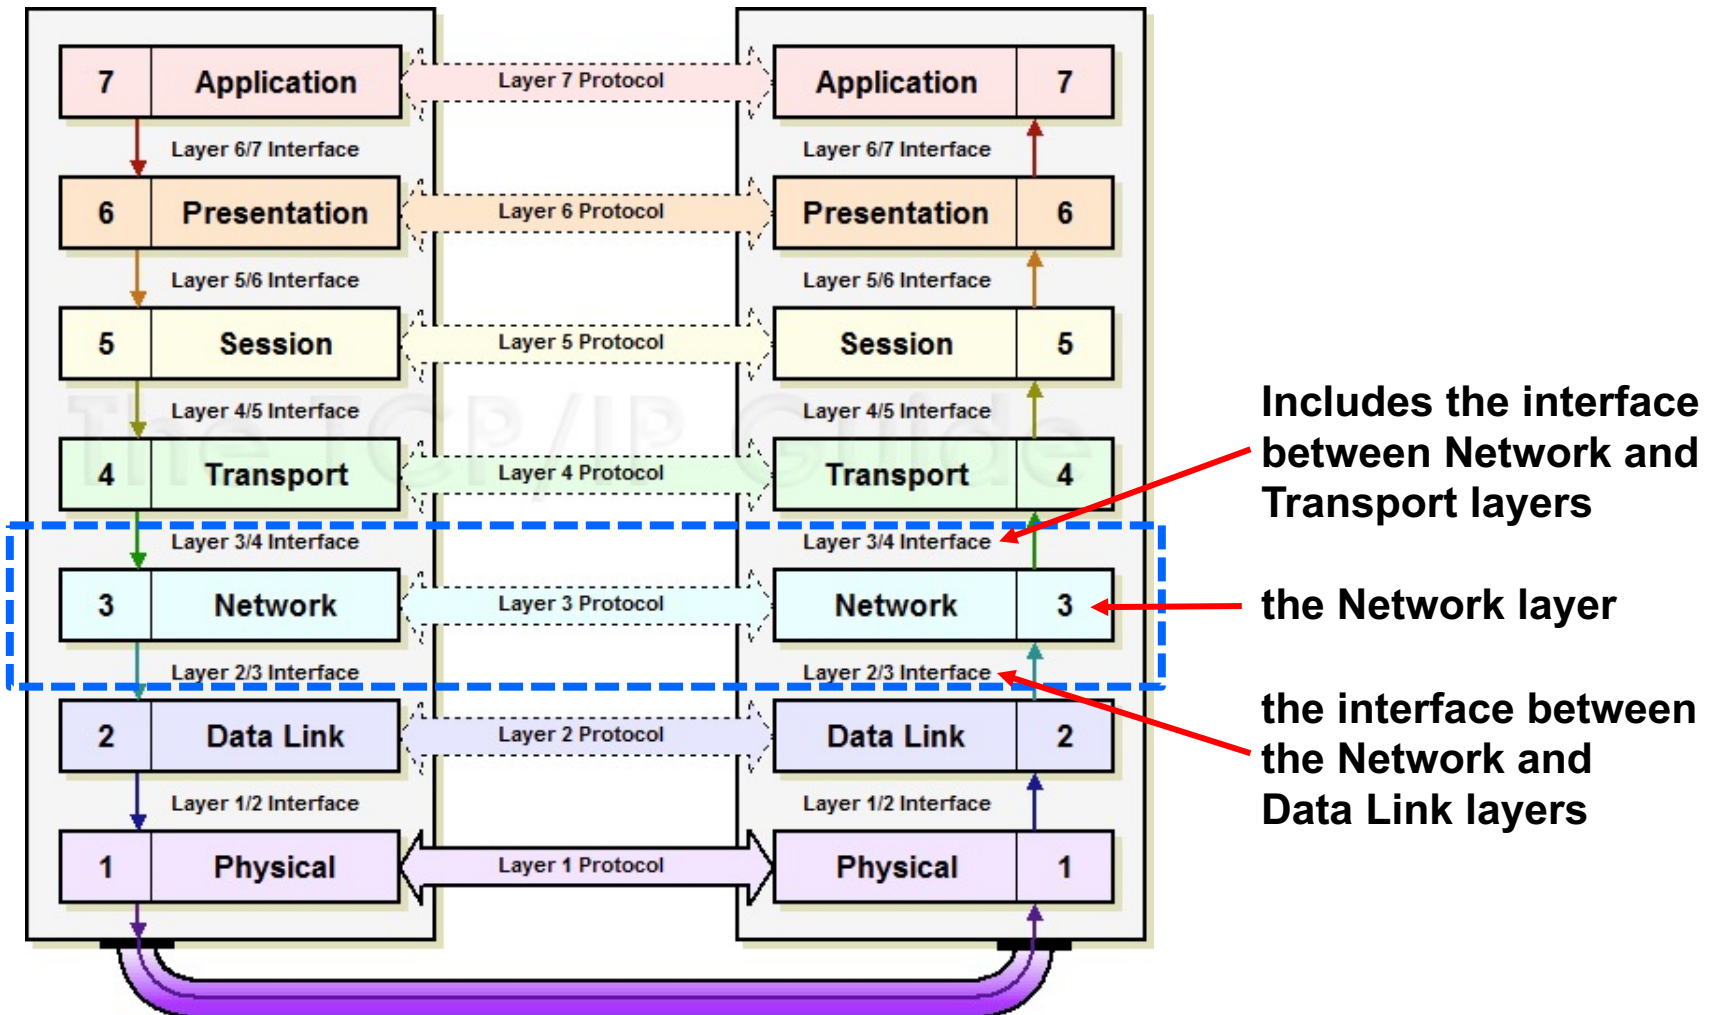 7 Application Layer 7 Protocol Application 7
Layer 6/7 Interface Layer 6/7 Interface
6 Presentation Layer 6 Protocol Presentation 6
Layer 5/6 Interface Layer 5/6 Interface
5 Session Layer 5 Protocol Session 5
Layer 4/5 Interface Layer 4/5 Interface
The TCP/IP Guide
4 Transport Layer 4 Protocol Transport 4
Layer 3/4 Interface Layer 3/4 Interface
3 Network Layer 3 Protocol Network 3
Layer 2/3 Interface Layer 2/3 Interface
2 Data Link Layer 2 Protocol Data Link 2
Layer 1/2 Interface Layer 1/2 Interface
1 Physical Layer 1 Protocol Physical 1
Includes the interface
between Network and
Transport layers
the Network layer
the interface between
the Network and
Data Link layers